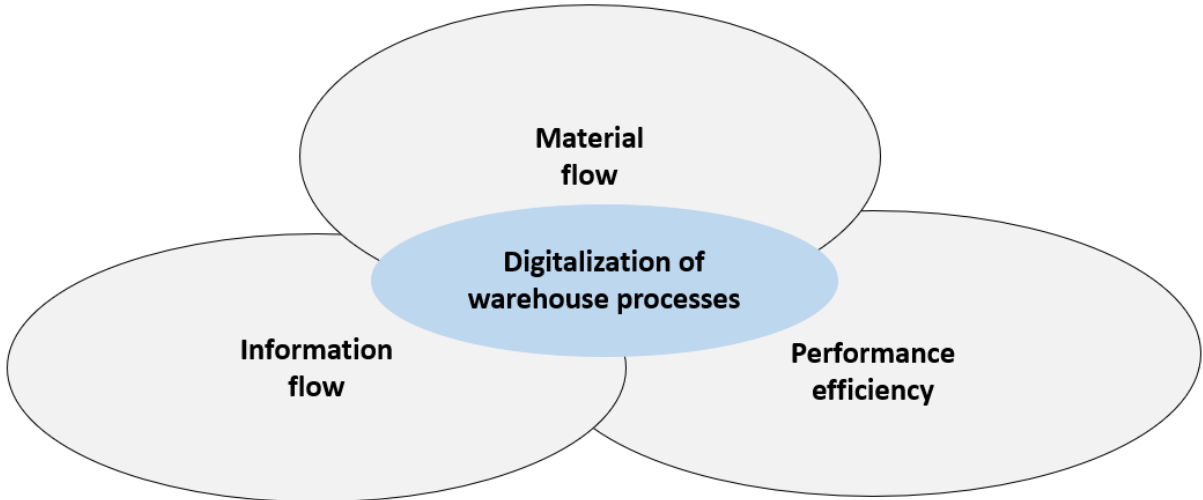 Material
flow
Digitalization of
warehouse processes
Information
flow
Performance
efficiency